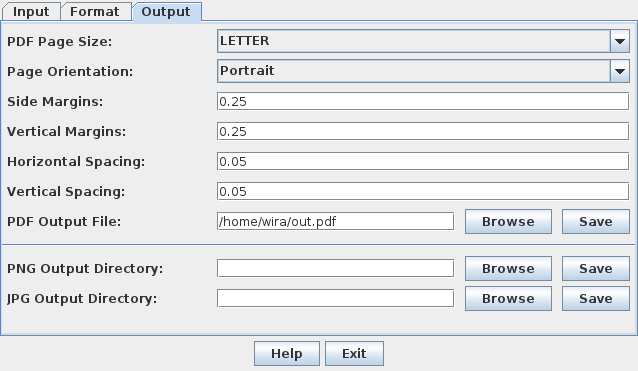 Input Format Output
PDF Page Size: LETTER
Page Orientation: Portrait
Side Margins: 0.25
Vertical Margins: 0.25
Horizontal Spacing: 0.05
Vertical Spacing: 0.05
PDF Output File: /home/wira/out.pdf Browse Save
PNG Output Directory: Browse Save
JPG Output Directory: Browse Save
Help Exit